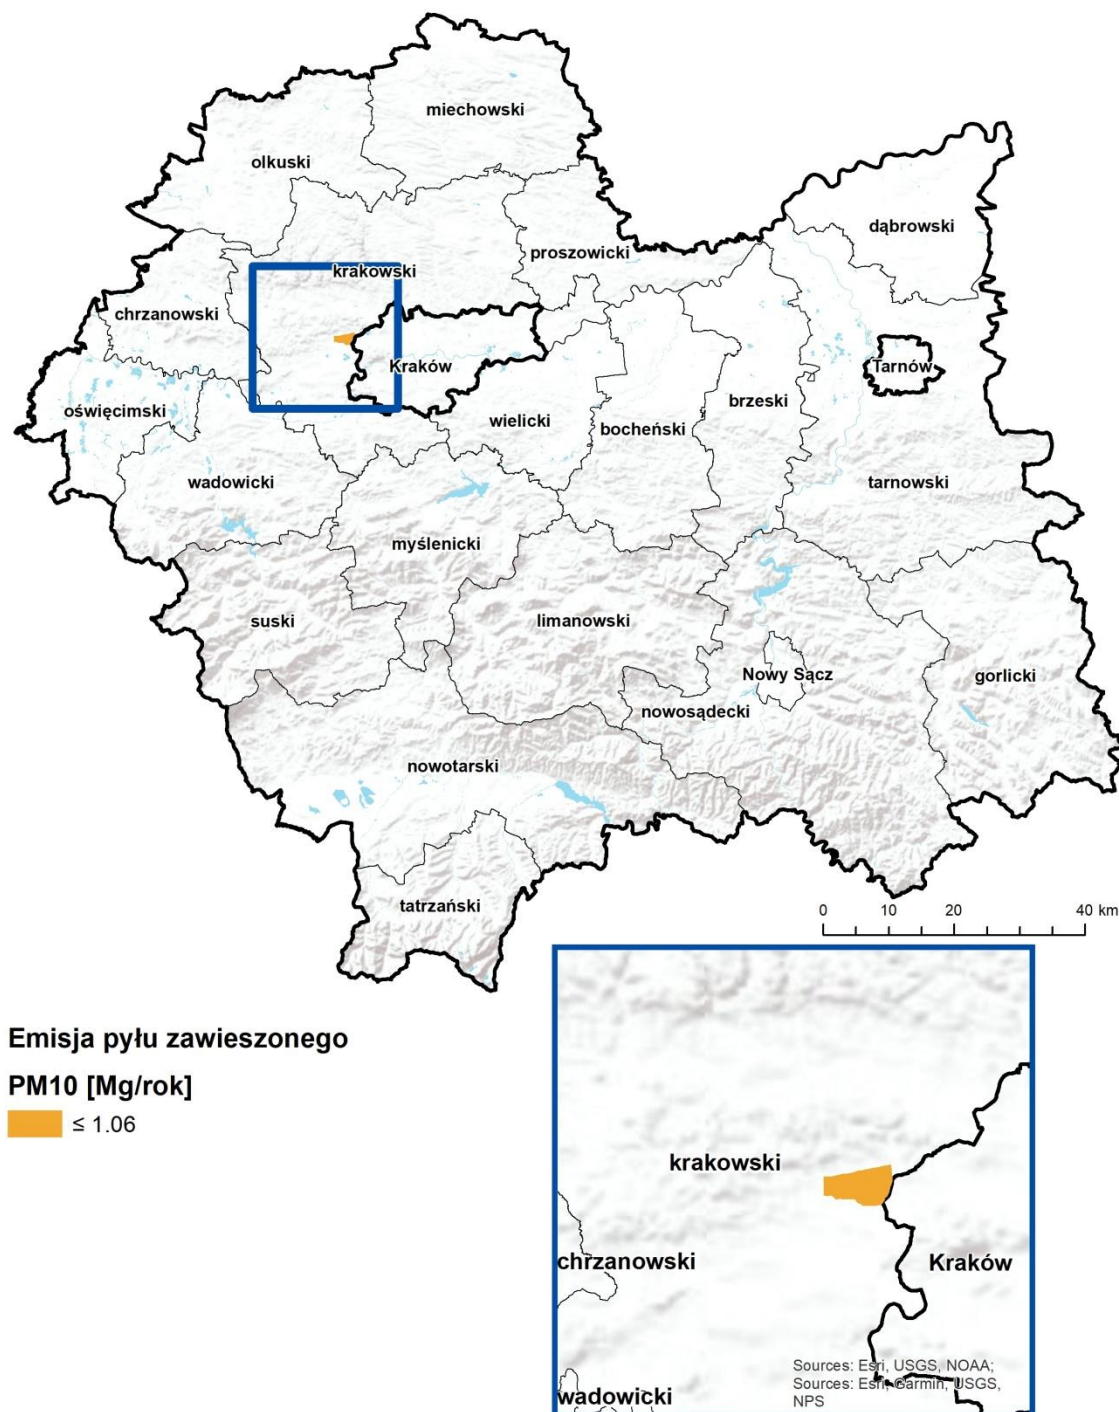 miechowski
olkuski
dąbrowski
proszowicki
krakowski
chrzanowski
Kraków
Tarnów
oświęcimski
wielicki
bocheński
brzeski
wadowicki
tarnowski
myślenicki
suski
limanowski
Nowy Sącz
gorlicki
nowosądecki
nowotarski
tatrzański
0 10 20 40 km
Emisja pyłu zawieszonego
PM10 [Mg/rok]
≤ 1.06
krakowski
chrzanowski
Kraków
wadowicki
Sources: Esri, USGS, NOAA;
Sources: Esri, Garmin, USGS,
NPS